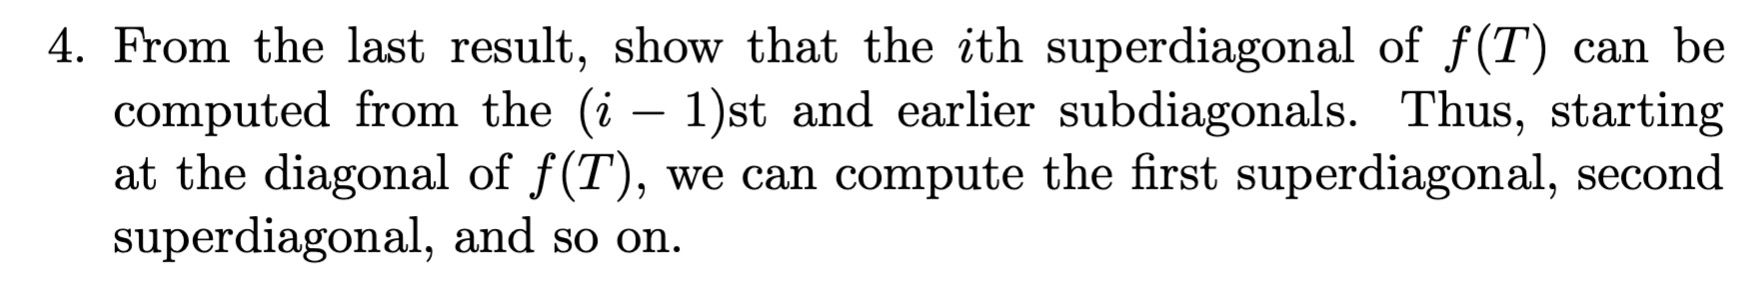 4. From the last result, show that the ith superdiagonal of f(T) can be
computed from the (i − 1)st and earlier subdiagonals. Thus, starting
at the diagonal of f(T), we can compute the first superdiagonal, second
superdiagonal, and so on.